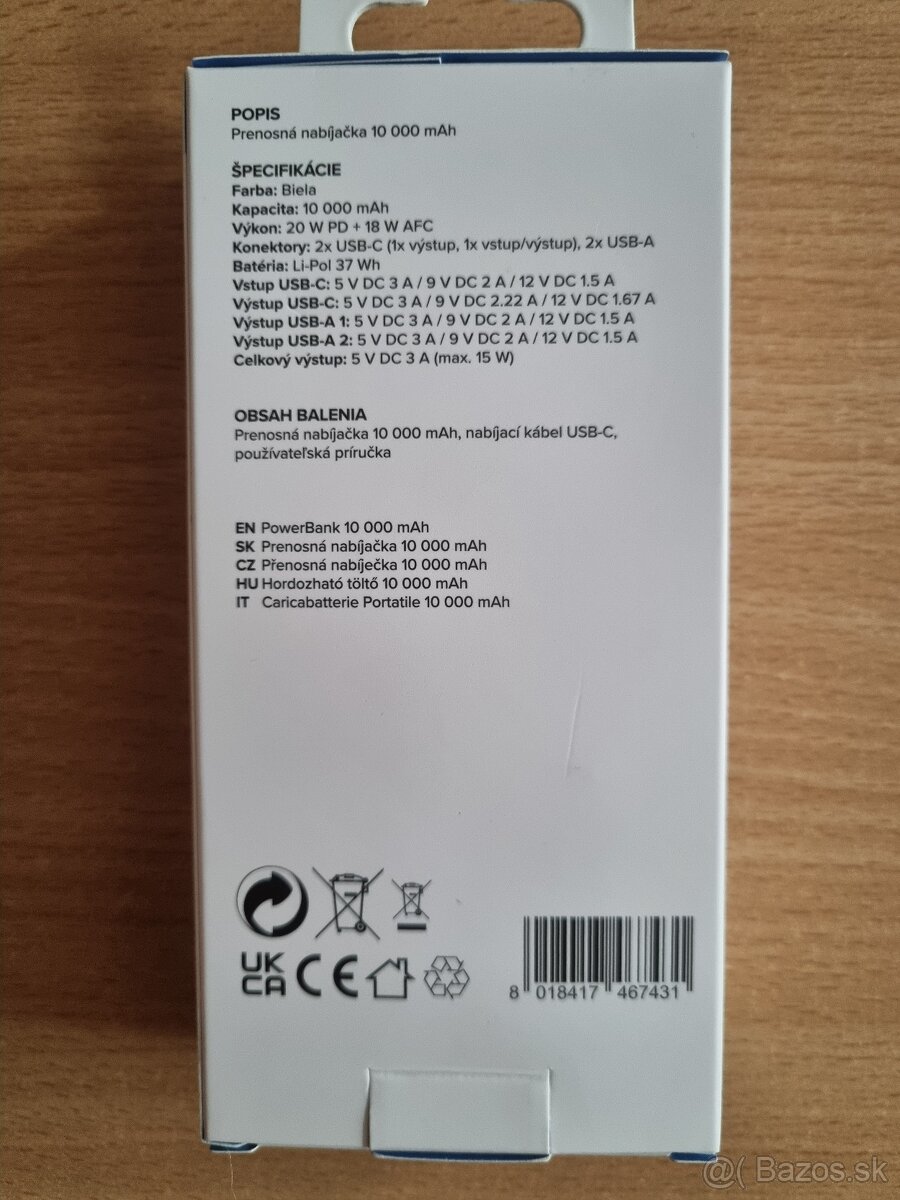 POPIS
Prenosná nabíjačka 10 000 mAh
ŠPECIFIKÁCIE
Farba: Biela
Kapacita: 10 000 mAh
Výkon: 20 W PD + 18 W AFC
Konektory: 2x USB-C (1x výstup, 1x vstup/výstup), 2x USB-A
Batéria: Li-Pol 37 Wh
Vstup USB-C: 5 V DC 3 A / 9 V DC 2 A / 12 V DC 1.5 A
Výstup USB-C: 5 V DC 3 A / 9 V DC 2.22 A / 12 V DC 1.67 A
Výstup USB-A 1: 5 V DC 3 A / 9 V DC 2 A / 12 V DC 1.5 A
Výstup USB-A 2: 5 V DC 3 A / 9 V DC 2 A / 12 V DC 1.5 A
Celkový výstup: 5 V DC 3 A (max. 15 W)
OBSAH BALENIA
Prenosná nabíjačka 10 000 mAh, nabíjací kábel USB-C,
používateľská príručka
EN PowerBank 10 000 mAh
SK Prenosná nabíjačka 10 000 mAh
CZ Přenosná nabíječka 10 000 mAh
HU Hordozható töltő 10 000 mAh
IT Caricabatterie Portatile 10 000 mAh
UK
CA CE
8 018417 467431
@( Bazos.sk